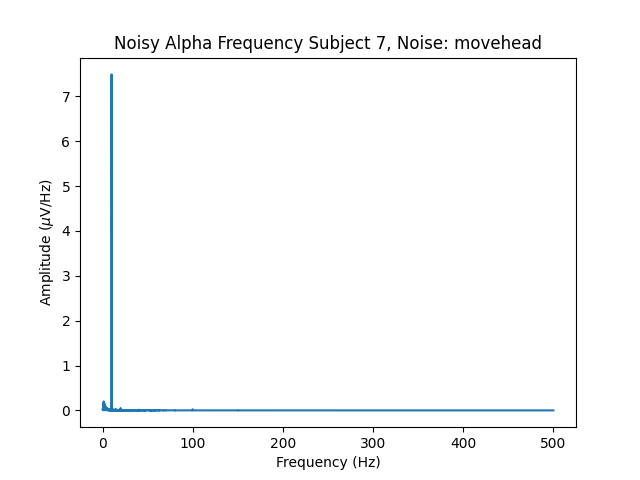 Noisy Alpha Frequency Subject 7, Noise: movehead
7
6
5
4
3
2
1
0
Amplitude (μV/Hz)
0 100 200 300 400 500
Frequency (Hz)